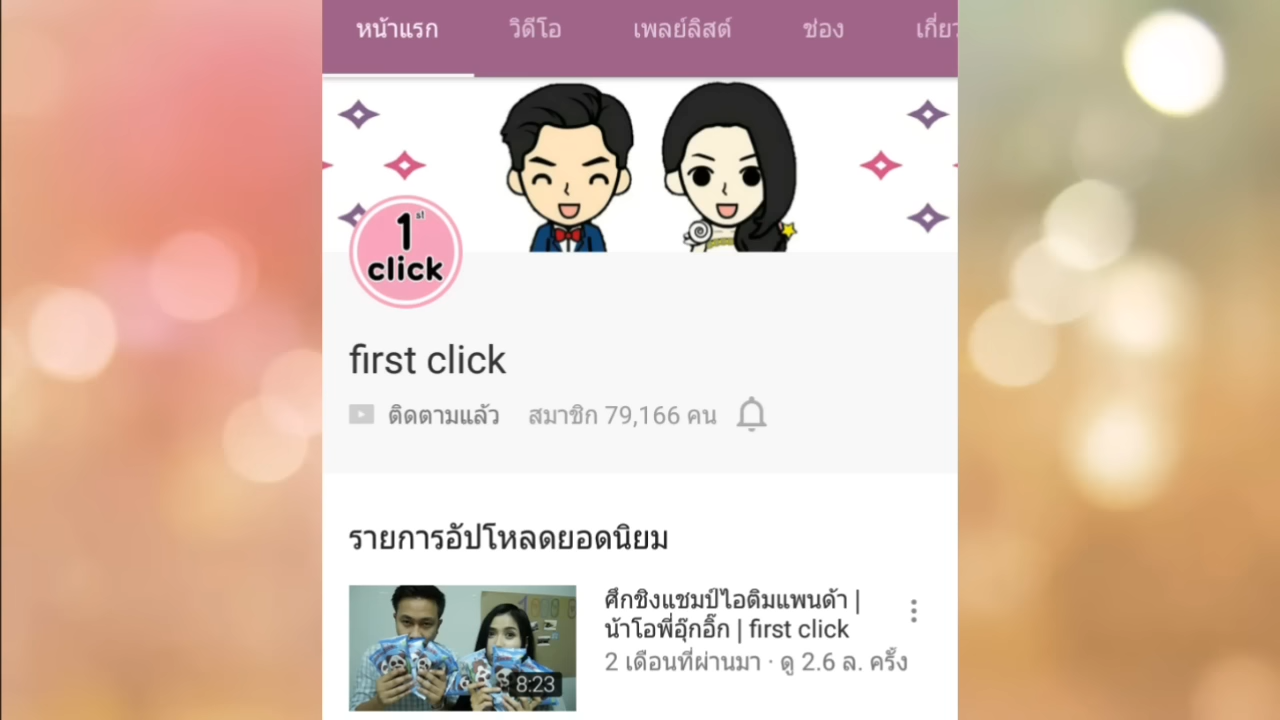 หน้าแรก วิดีโอ เพลย์ลิสต์ ช่อง เกี่ยว
1st
click
first click
ติดตามแล้ว สมาชิก 79,166 คน
รายการอัปโหลดยอดนิยม
ศึกชิงแชมป์ไอติมแพนด้า |
น้าโอพี่อุ๊กอิ๊ก | first click
2 เดือนที่ผ่านมา · ดู 2.6 ล. ครั้ง
8:23